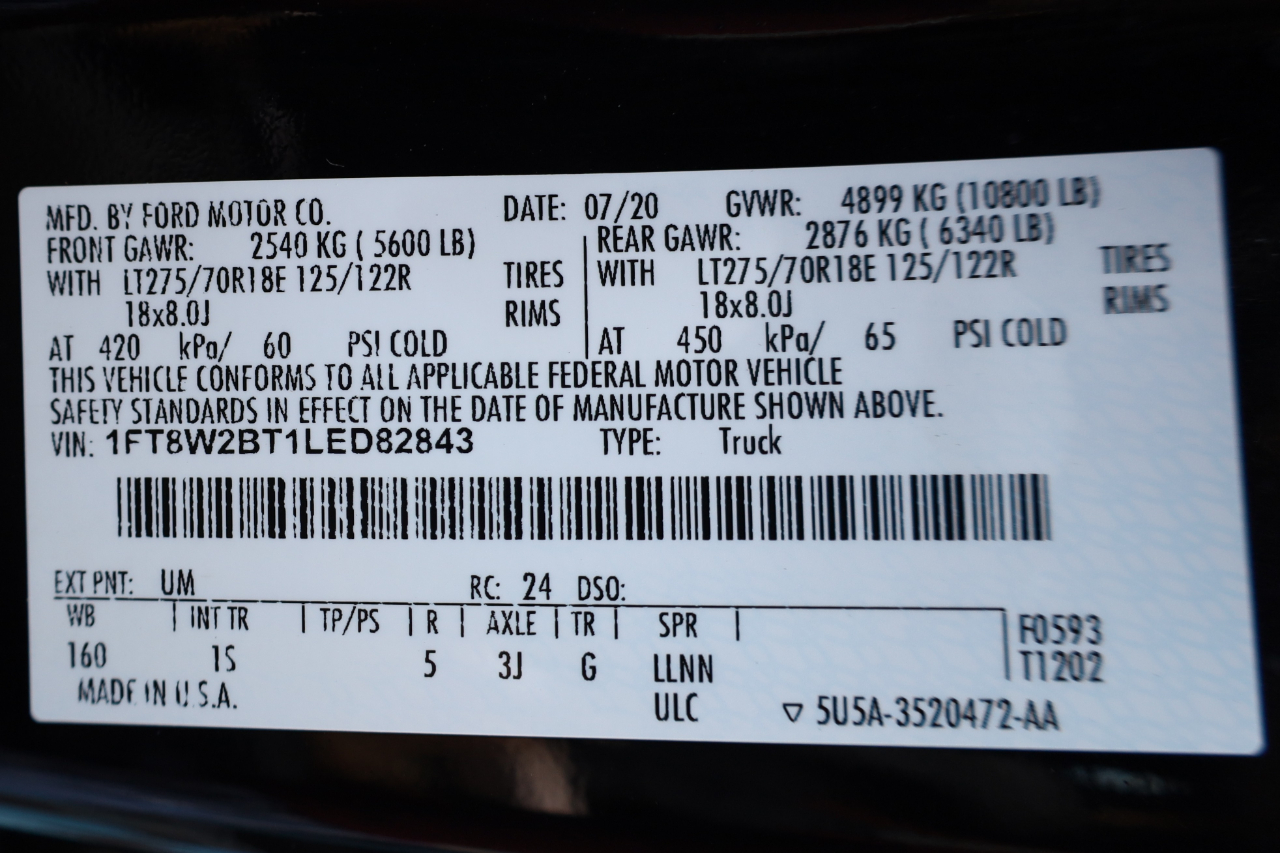 MFD. BY FORD MOTOR CO. DATE: 07/20 GVWR: 4899 KG (10800 LB)
FRONT GAWR: 2540 KG ( 5600 LB) REAR GAWR: 2876 KG ( 6340 LB)
WITH LT275/70R18E 125/122R TIRES WITH LT275/70R18E 125/122R TIRES
18x8.0J RIMS 18x8.0J RIMS
AT 420 kPa/ 60 PSI COLD AT 450 kPa/ 65 PSI COLD
THIS VEHICLE CONFORMS TO ALL APPLICABLE FEDERAL MOTOR VEHICLE
SAFETY STANDARDS IN EFFECT ON THE DATE OF MANUFACTURE SHOWN ABOVE.
VIN: 1FT8W2BT1LED82843 TYPE: Truck
EXT PNT: UM RC: 24 DSO:
WB INT TR TP/PS R AXLE TR SPR F0593
160 1S 5 3J G LLNN T1202
MADE IN U.S.A. ULC ▽ 5U5A-3520472-AA